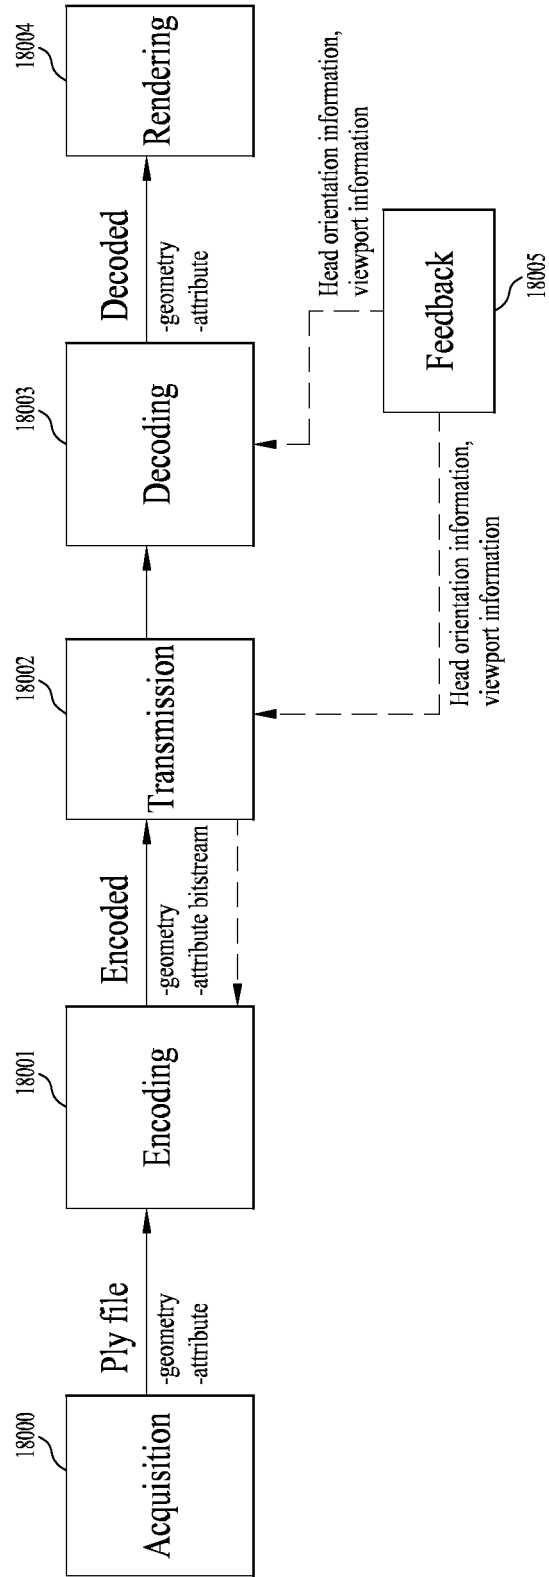 18000
Acquisition
Ply file
-geometry
-attribute
18001
Encoding
Encoded
-geometry
-attribute bitstream
18002
Transmission
18003
Decoding
Decoded
-geometry
-attribute
18004
Rendering
Head orientation information,
viewport information
Head orientation information,
viewport information
Feedback
18005